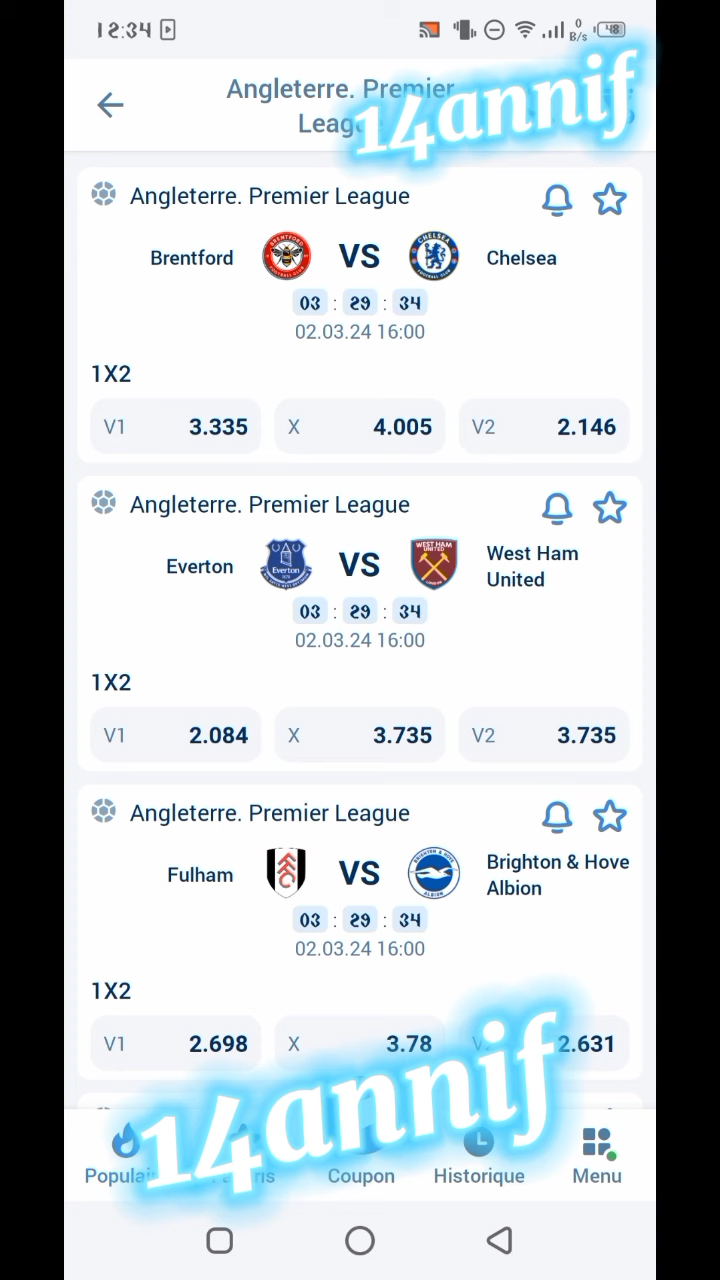 12:34
0
B/s
48
Angleterre. Premier
League
14annif
Angleterre. Premier League
Brentford VS Chelsea
03 : 29 : 34
02.03.24 16:00
1X2
V1 3.335 X 4.005 V2 2.146
Angleterre. Premier League
Everton VS West Ham
United
03 : 29 : 34
02.03.24 16:00
1X2
V1 2.084 X 3.735 V2 3.735
Angleterre. Premier League
Fulham VS Brighton & Hove
Albion
03 : 29 : 34
02.03.24 16:00
1X2
V1 2.698 X 3.78 2.631
14annif
Coupon Historique Menu